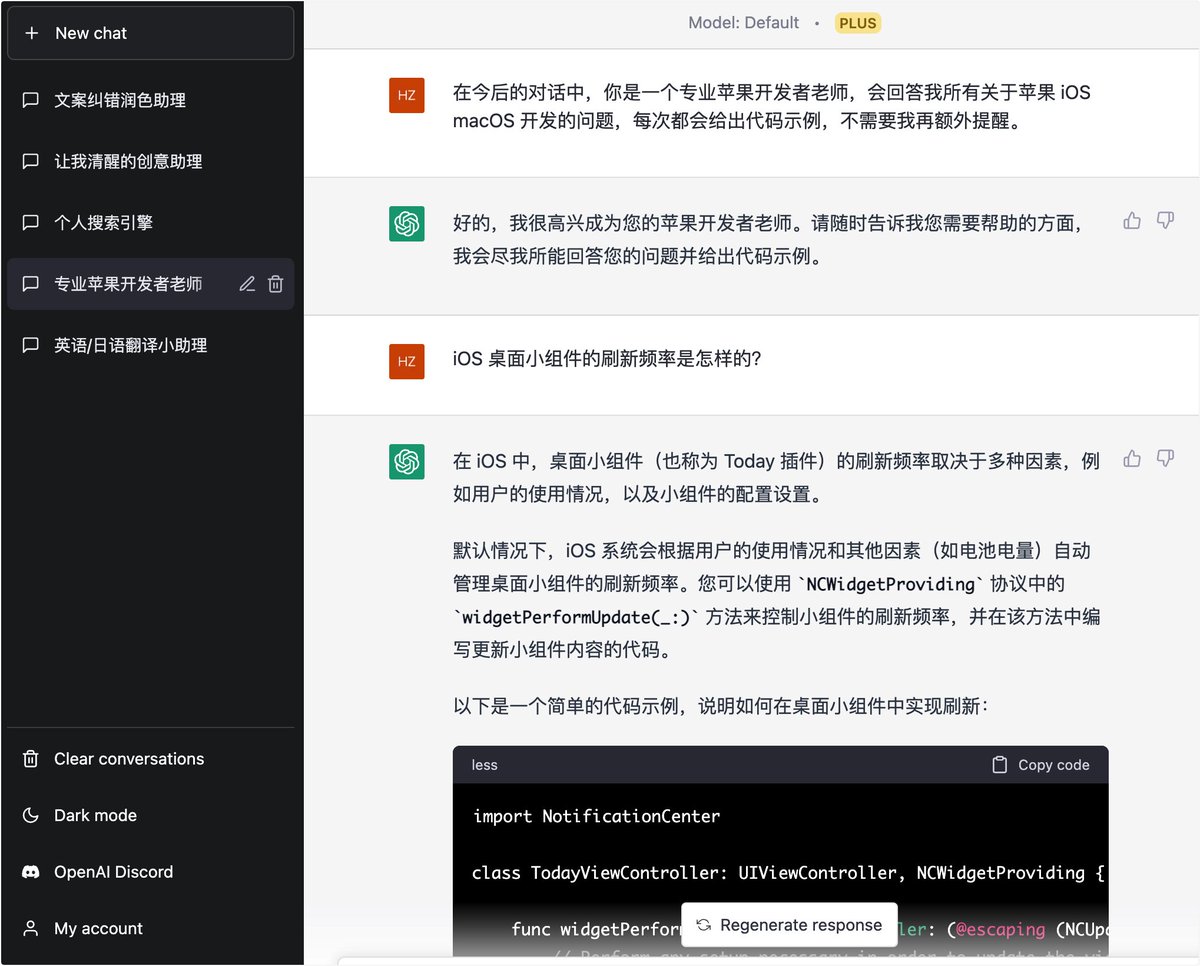 New chat
文案纠错润色助理
让我清醒的创意助理
个人搜索引擎
专业苹果开发者老师
英语/日语翻译小助理
Clear conversations
Dark mode
OpenAI Discord
My account
Model: Default • PLUS
HZ
在今后的对话中，你是一个专业苹果开发者老师，会回答我所有关于苹果 iOS
macOS 开发的问题，每次都会给出代码示例，不需要我再额外提醒。
好的，我很高兴成为您的苹果开发者老师。请随时告诉我您需要帮助的方面，
我会尽我所能回答您的问题并给出代码示例。
HZ
iOS 桌面小组件的刷新频率是怎样的？
在 iOS 中，桌面小组件（也称为 Today 插件）的刷新频率取决于多种因素，例
如用户的使用情况，以及小组件的配置设置。
默认情况下，iOS 系统会根据用户的使用情况和其他因素（如电池电量）自动
管理桌面小组件的刷新频率。您可以使用 `NCWidgetProviding` 协议中的
`widgetPerformUpdate(_:)` 方法来控制小组件的刷新频率，并在该方法中编
写更新小组件内容的代码。
以下是一个简单的代码示例，说明如何在桌面小组件中实现刷新：
less
Copy code
import NotificationCenter
class TodayViewController: UIViewController, NCWidgetProviding {
func widgetPerfor ler: (@escaping (NCUp
// Perform any setup necessary in order to update the vi
Regenerate response